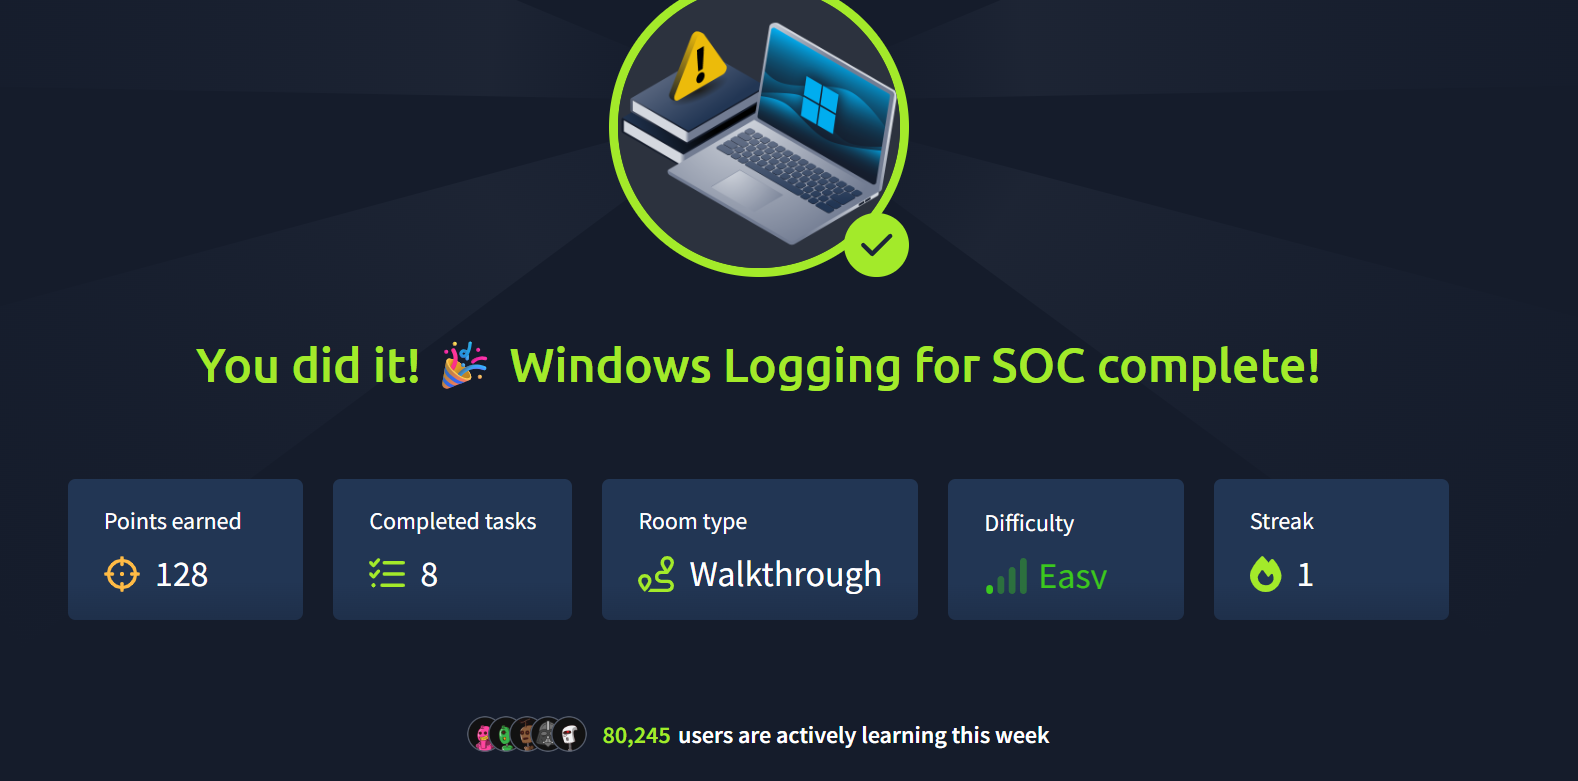 You did it! 🎉 Windows Logging for SOC complete!
Points earned
128
Completed tasks
8
Room type
Walkthrough
Difficulty
Easy
Streak
1
80,245 users are actively learning this week